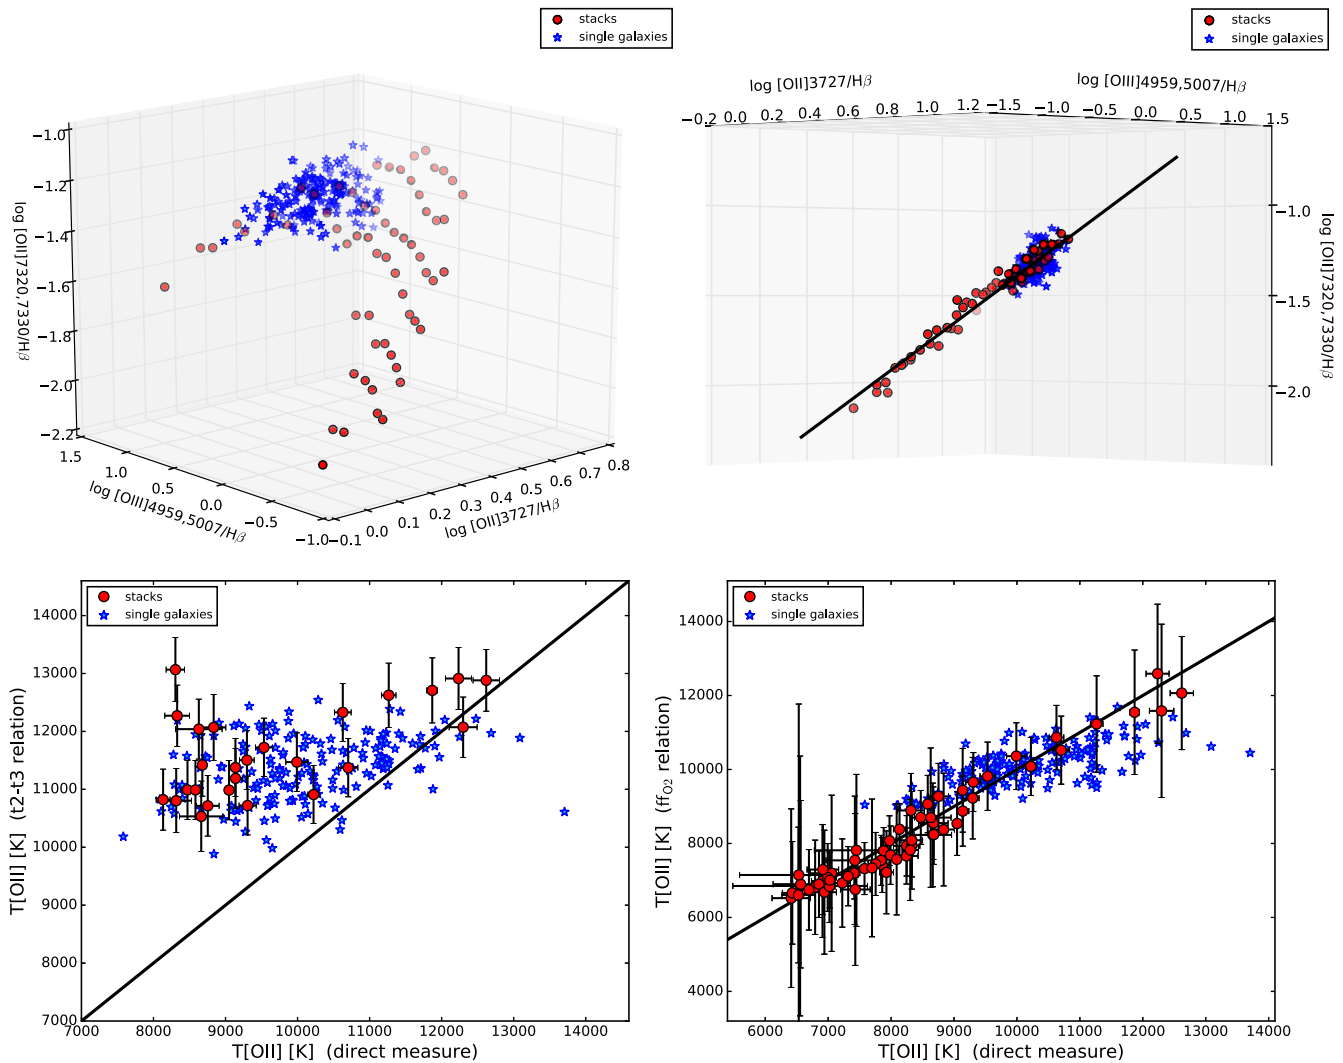 stacks
single galaxies
−1.0
−1.2
−1.4
−1.6
−1.8
−2.0
−2.2
log [OII]7320,7330/Hβ
1.5
1.0
0.5
0.0
−0.5
−1.0
log [OIII]4959,5007/Hβ
−0.1
0.0
0.1
0.2
0.3
0.4
0.5
0.6
0.7
0.8
log [OII]3727/Hβ
stacks
single galaxies
log [OII]3727/Hβ
log [OIII]4959,5007/Hβ
−0.2 0.0 0.2 0.4 0.6 0.8 1.0 1.2
−1.5 −1.0 −0.5 0.0 0.5 1.0 1.5
−1.0
−1.5
−2.0
log [OII]7320,7330/Hβ
stacks
single galaxies
14000
13000
12000
11000
10000
9000
8000
7000
T[OII] [K] (t2-t3 relation)
7000 8000 9000 10000 11000 12000 13000 14000
T[OII] [K] (direct measure)
stacks
single galaxies
14000
12000
10000
8000
6000
4000
T[OII] [K] (ff_{O2} relation)
6000 7000 8000 9000 10000 11000 12000 13000 14000
T[OII] [K] (direct measure)